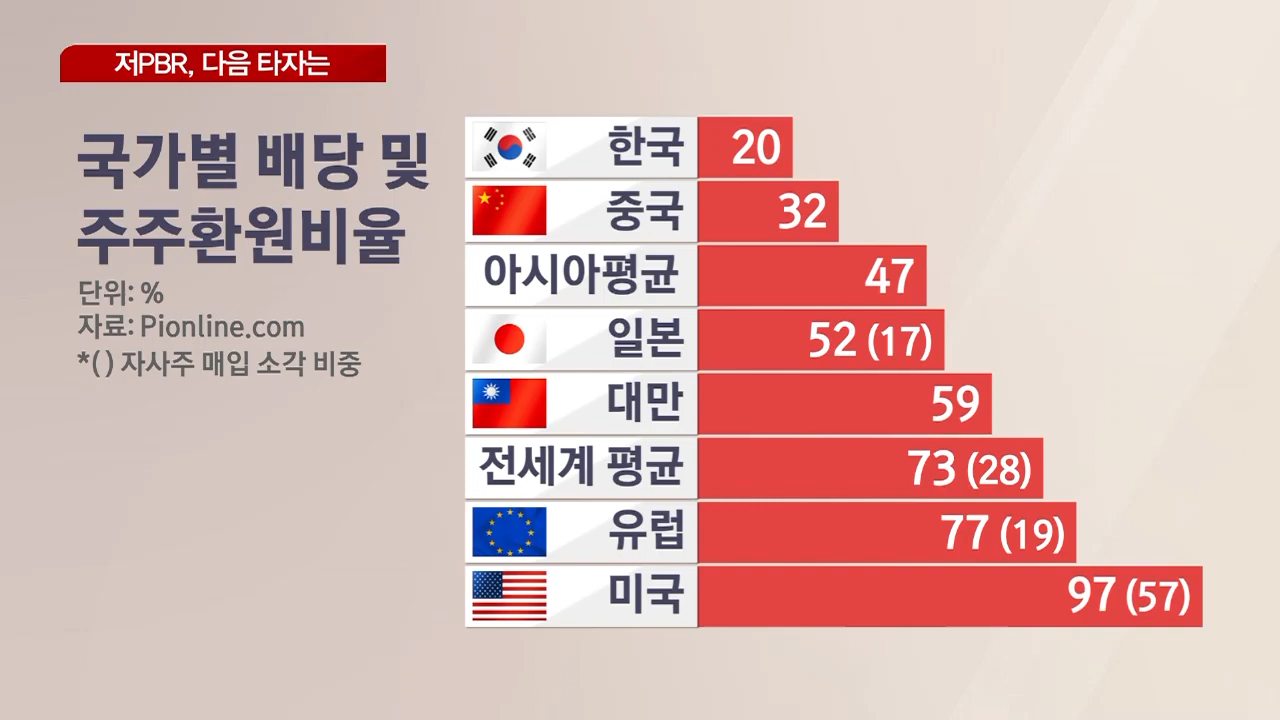 저PBR, 다음 타자는
국가별 배당 및
주주환원비율
단위: %
자료: Pionline.com
*( ) 자사주 매입 소각 비중
한국 20
중국 32
아시아평균 47
일본 52 (17)
대만 59
전세계 평균 73 (28)
유럽 77 (19)
미국 97 (57)